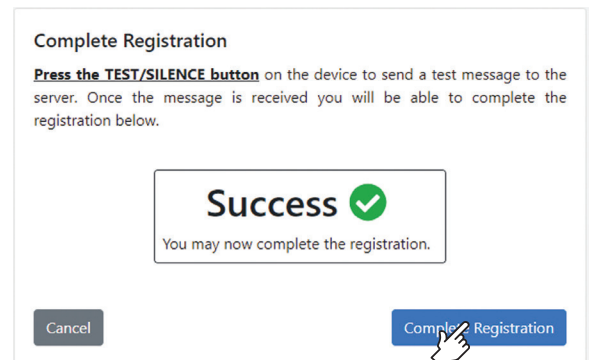 Complete Registration
Press the TEST/SILENCE button on the device to send a test message to the
server. Once the message is received you will be able to complete the
registration below.
Success
You may now complete the registration.
Cancel
Complete Registration